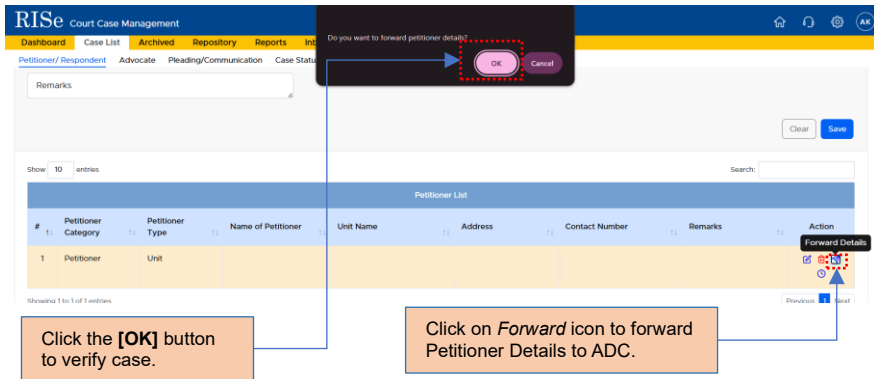 RISe Court Case Management
AK
Do you want to forward petitioner details?
OK Cancel
Dashboard Case List Archived Repository Reports
Petitioner/ Respondent Advocate Pleading/Communication Case Statu
Remarks
Clear Save
Show 10 entries Search:
Petitioner List
# Petitioner Category Petitioner Type Name of Petitioner Unit Name Address Contact Number Remarks Action
Forward Details
1 Petitioner Unit
Showing 1 to 1 of 1 entries Previous 1 Next
Click the [OK] button
to verify case.
Click on Forward icon to forward
Petitioner Details to ADC.